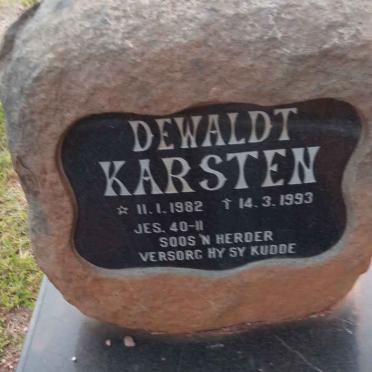 DEWALDT
KARSTEN
☆ 11.1.1982 † 14.3.1993
JES. 40-11
SOOS 'N HERDER
VERSORG HY SY KUDDE